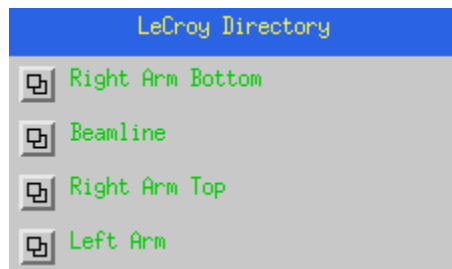 LeCroy Directory
Right Arm Bottom
Beamline
Right Arm Top
Left Arm